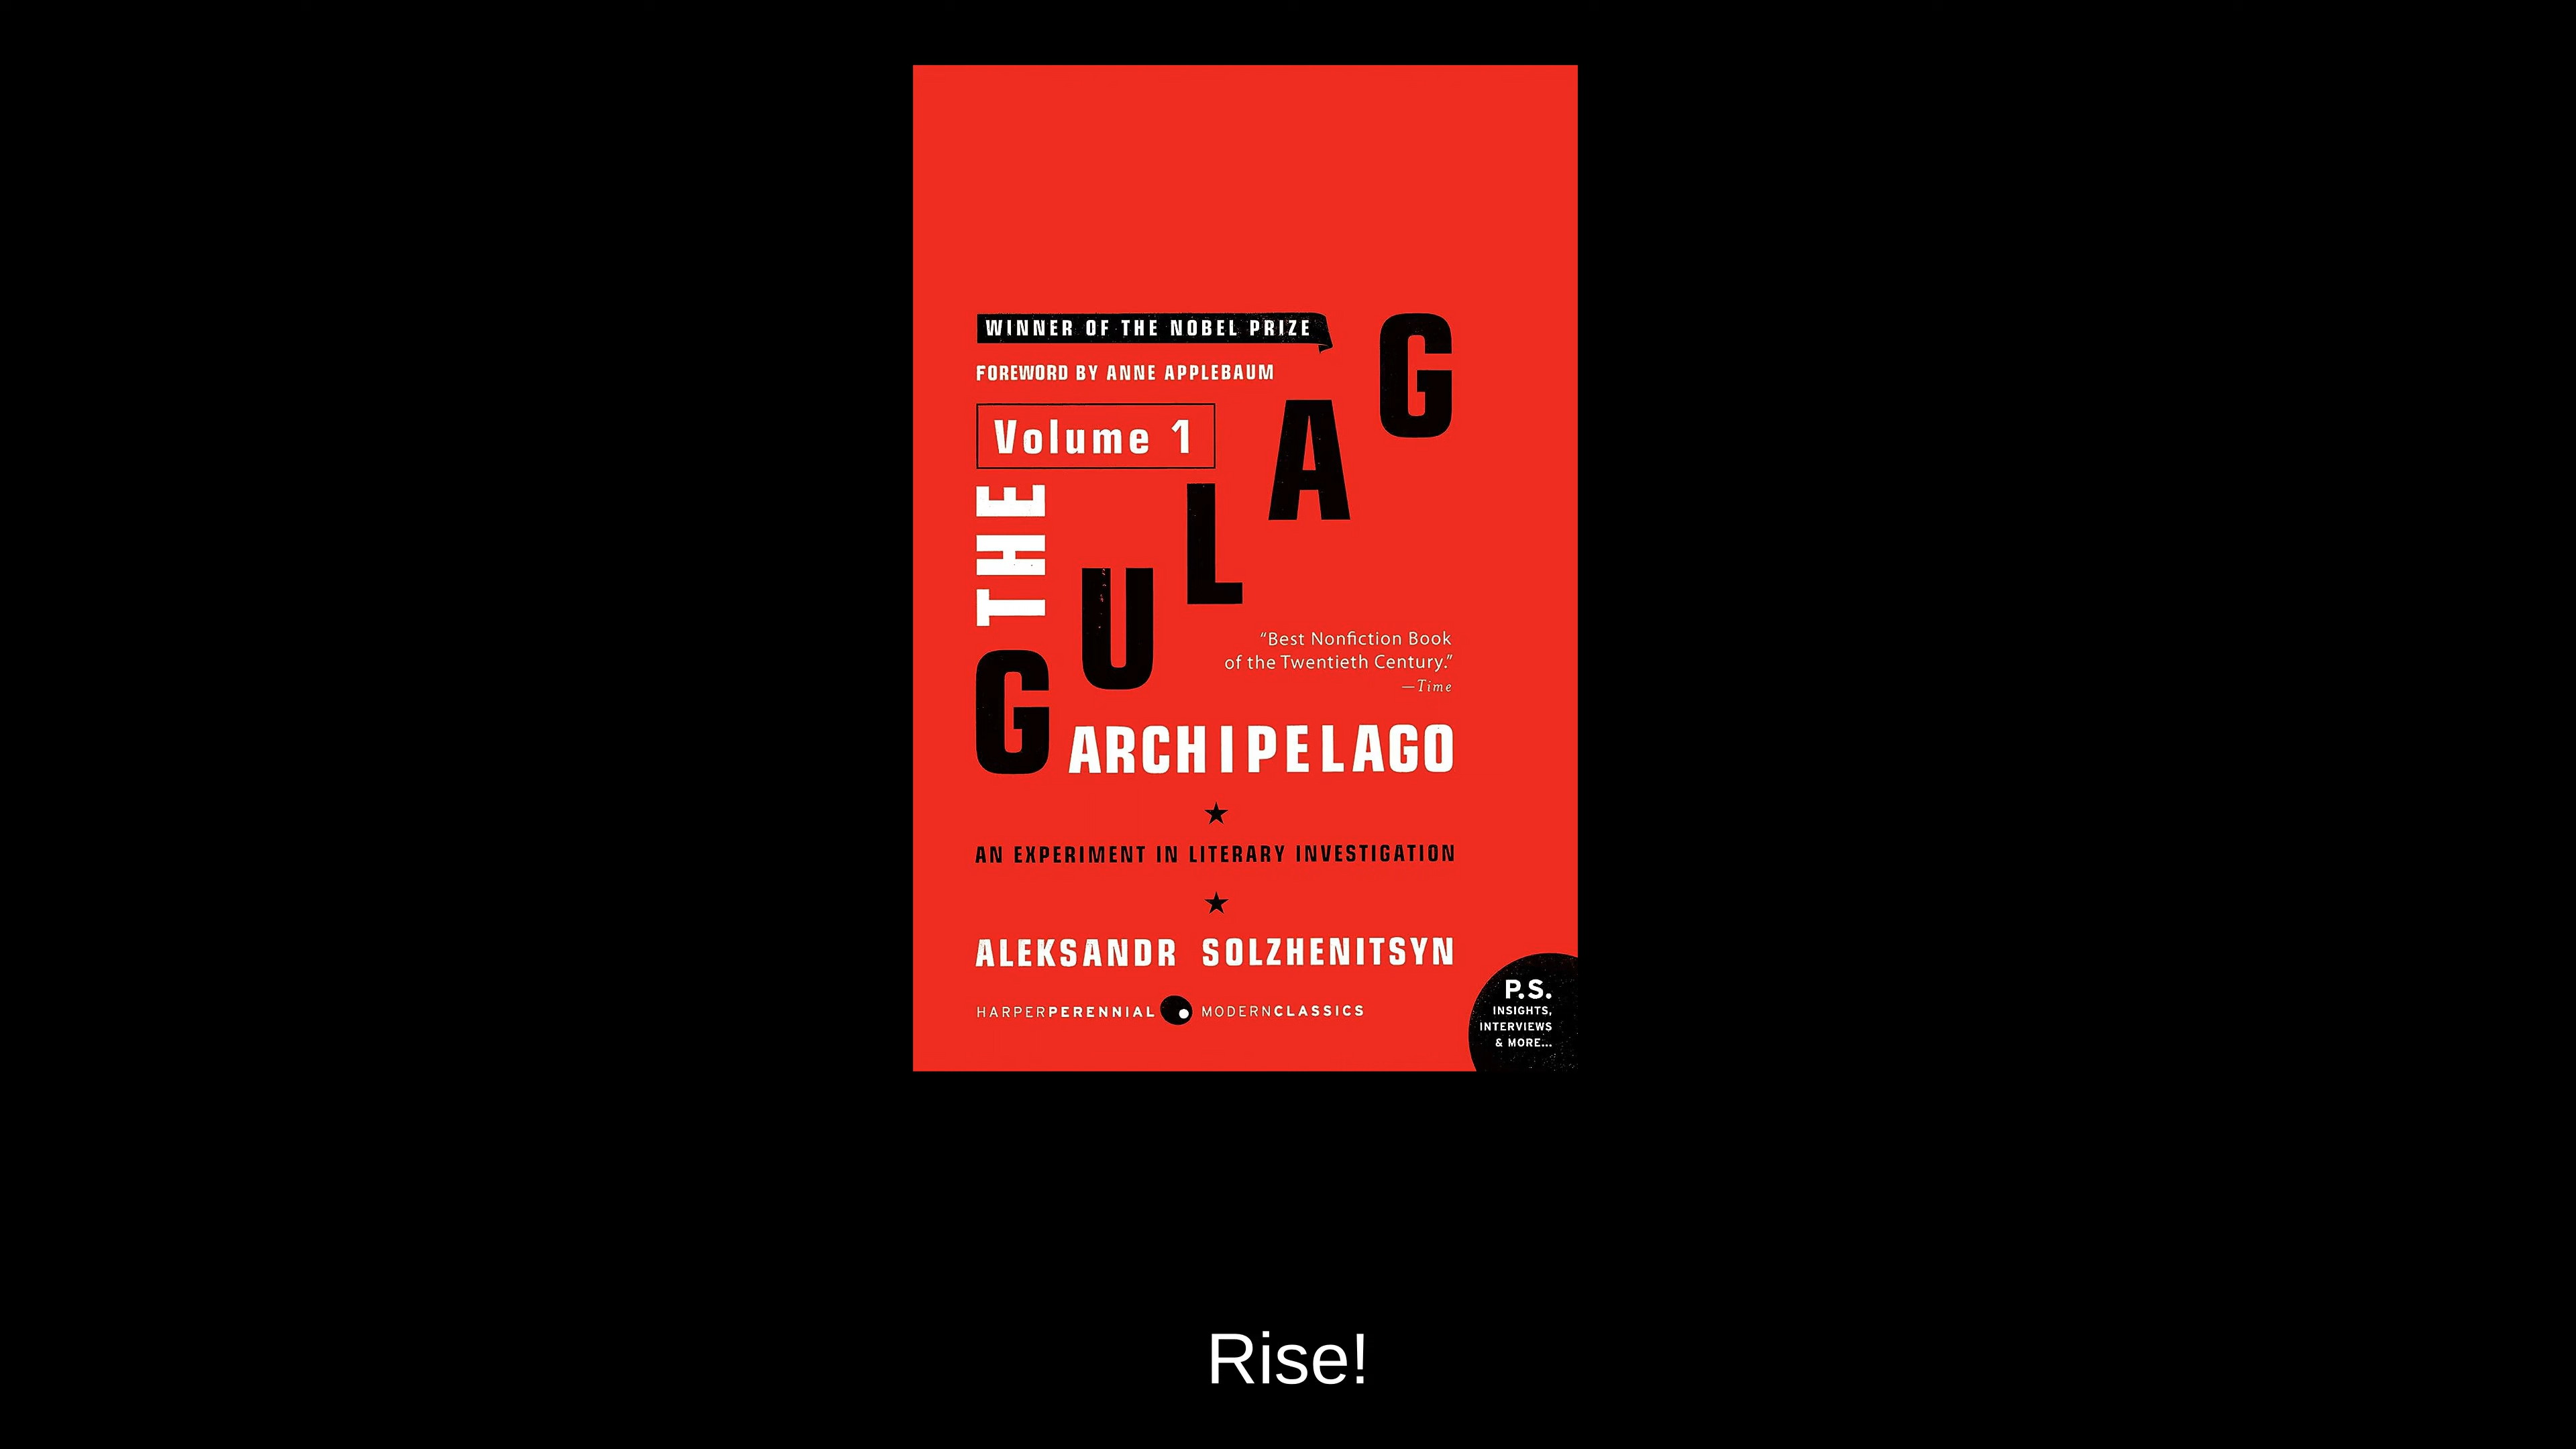 WINNER OF THE NOBEL PRIZE
FOREWORD BY ANNE APPLEBAUM
Volume 1
THE
GULAG
"Best Nonfiction Book
of the Twentieth Century."
—Time
ARCHIPELAGO
AN EXPERIMENT IN LITERARY INVESTIGATION
ALEKSANDR SOLZHENITSYN
HARPERPERENNIAL MODERNCLASSICS
P.S.
INSIGHTS,
INTERVIEWS
& MORE...
Rise!